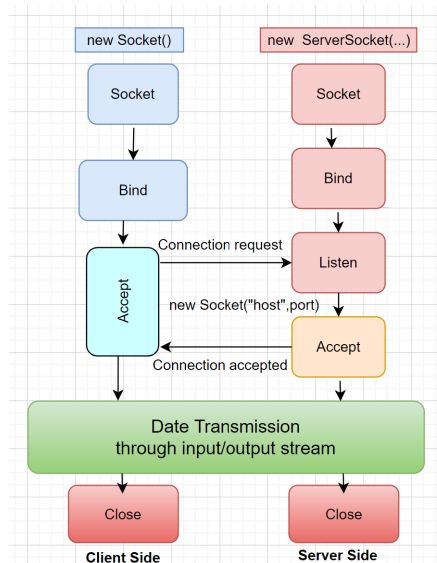 new Socket()
new ServerSocket(...)
Socket
Socket
Bind
Bind
Connection request
Accept
Listen
new Socket("host",port)
Accept
Connection accepted
Date Transmission
through input/output stream
Close
Close
Client Side
Server Side